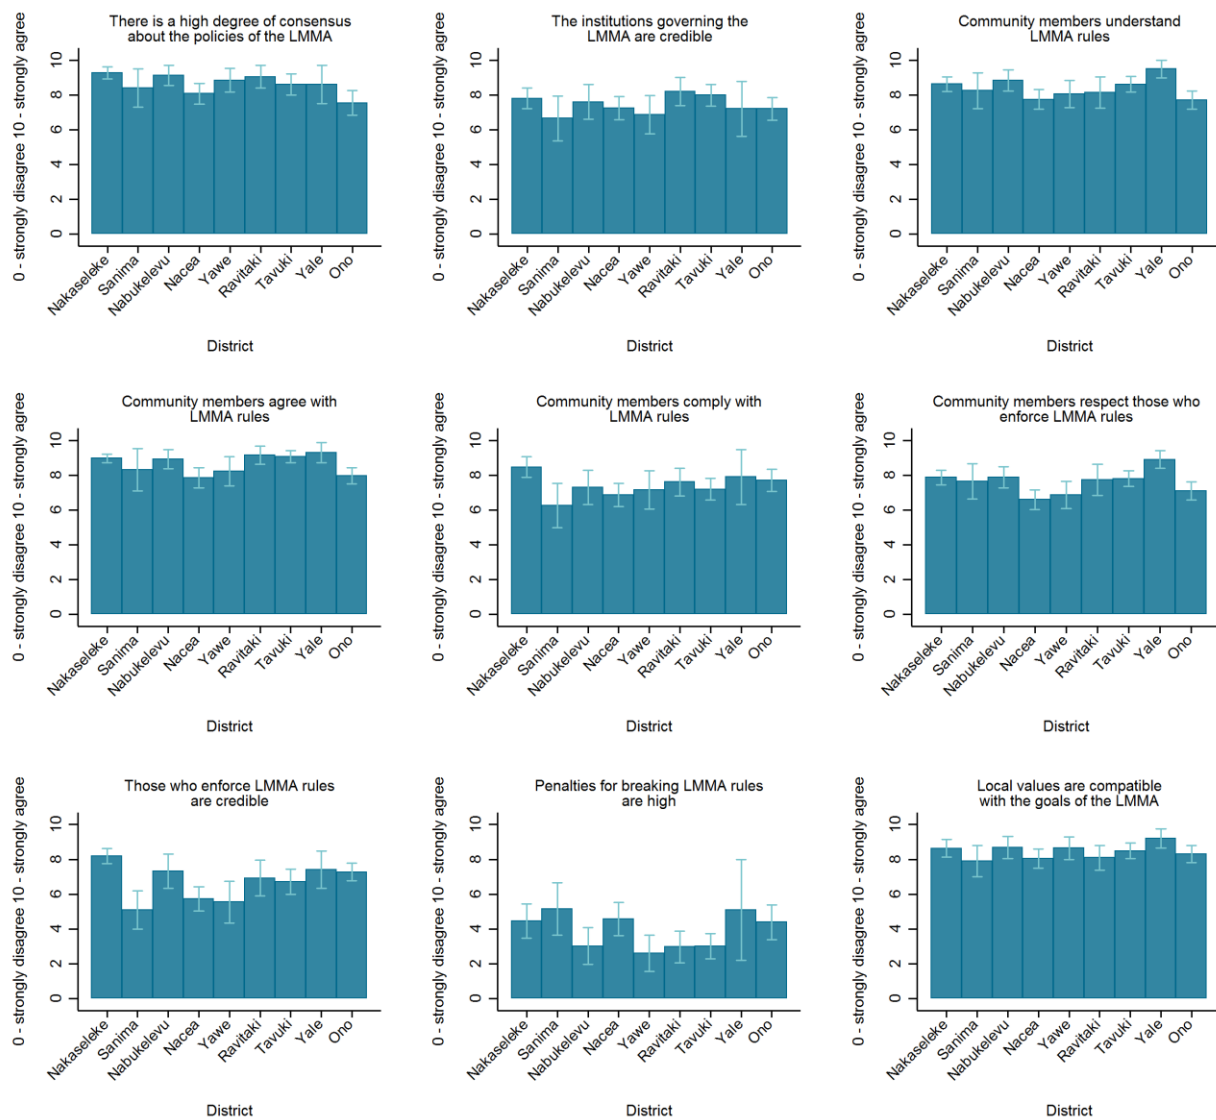 There is a high degree of consensus
about the policies of the LMMA
0 - strongly disagree 10 - strongly agree
10
8
6
4
2
0
Nakaseleke
Sanima
Nabukelevu
Nacea
Yawe
Ravitaki
Tavuki
Yale
Ono
District
The institutions governing the
LMMA are credible
0 - strongly disagree 10 - strongly agree
10
8
6
4
2
0
Nakaseleke
Sanima
Nabukelevu
Nacea
Yawe
Ravitaki
Tavuki
Yale
Ono
District
Community members understand
LMMA rules
0 - strongly disagree 10 - strongly agree
10
8
6
4
2
0
Nakaseleke
Sanima
Nabukelevu
Nacea
Yawe
Ravitaki
Tavuki
Yale
Ono
District
Community members agree with
LMMA rules
0 - strongly disagree 10 - strongly agree
10
8
6
4
2
0
Nakaseleke
Sanima
Nabukelevu
Nacea
Yawe
Ravitaki
Tavuki
Yale
Ono
District
Community members comply with
LMMA rules
0 - strongly disagree 10 - strongly agree
10
8
6
4
2
0
Nakaseleke
Sanima
Nabukelevu
Nacea
Yawe
Ravitaki
Tavuki
Yale
Ono
District
Community members respect those who
enforce LMMA rules
0 - strongly disagree 10 - strongly agree
10
8
6
4
2
0
Nakaseleke
Sanima
Nabukelevu
Nacea
Yawe
Ravitaki
Tavuki
Yale
Ono
District
Those who enforce LMMA rules
are credible
0 - strongly disagree 10 - strongly agree
10
8
6
4
2
0
Nakaseleke
Sanima
Nabukelevu
Nacea
Yawe
Ravitaki
Tavuki
Yale
Ono
District
Penalties for breaking LMMA rules
are high
0 - strongly disagree 10 - strongly agree
10
8
6
4
2
0
Nakaseleke
Sanima
Nabukelevu
Nacea
Yawe
Ravitaki
Tavuki
Yale
Ono
District
Local values are compatible
with the goals of the LMMA
0 - strongly disagree 10 - strongly agree
10
8
6
4
2
0
Nakaseleke
Sanima
Nabukelevu
Nacea
Yawe
Ravitaki
Tavuki
Yale
Ono
District